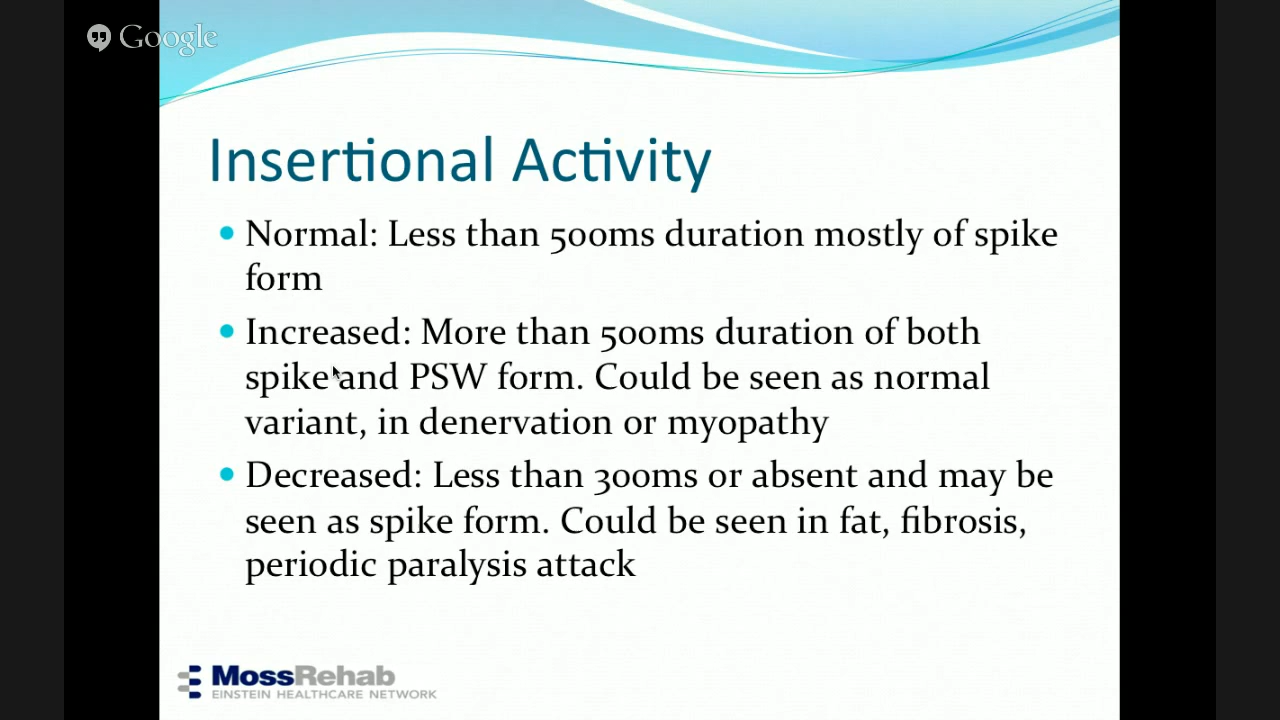 Google
Insertional Activity
Normal: Less than 500ms duration mostly of spike
form
Increased: More than 500ms duration of both
spike and PSW form. Could be seen as normal
variant, in denervation or myopathy
Decreased: Less than 300ms or absent and may be
seen as spike form. Could be seen in fat, fibrosis,
periodic paralysis attack
MossRehab
EINSTEIN HEALTHCARE NETWORK